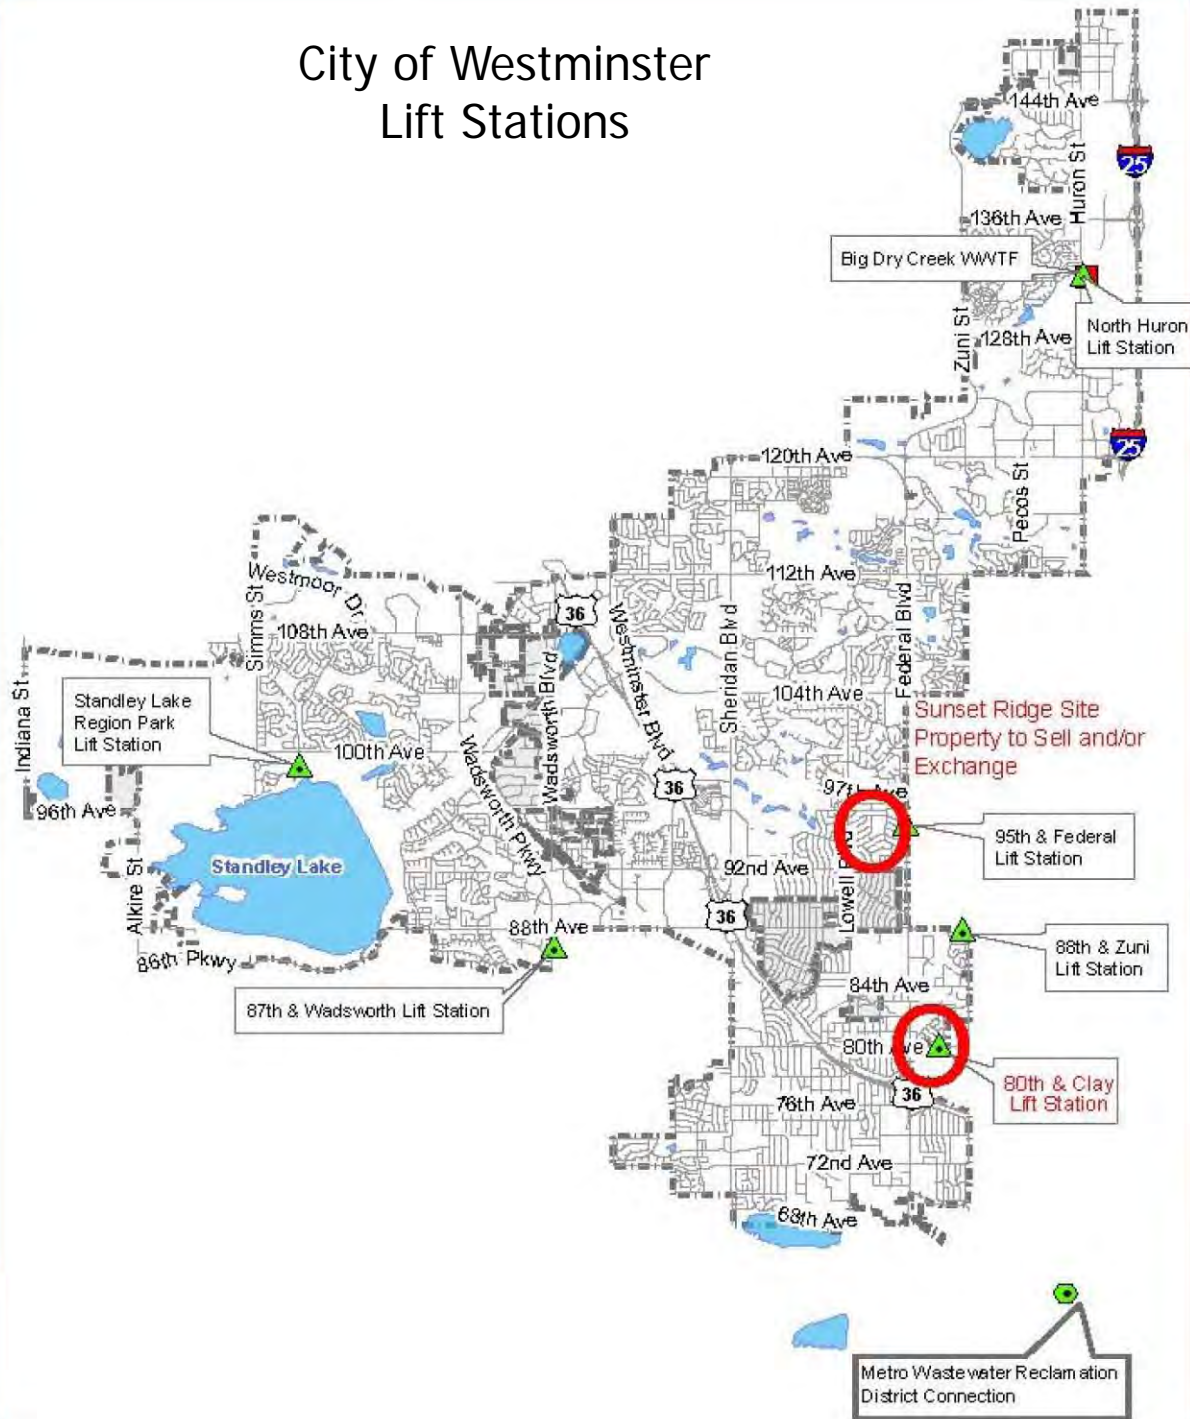 City of Westminster
Lift Stations
144th Ave
Huron St
25
136th Ave
Big Dry Creek WWTF
North Huron
Lift Station
Zuni St
128th Ave
25
120th Ave
Pecos St
112th Ave
Westmoor Dr
Simms St
108th Ave
36
Westminster Blvd
Sheridan Blvd
Federal Blvd
Indiana St
Standley Lake
Region Park
Lift Station
Wadsworth Blvd
104th Ave
Sunset Ridge Site
Property to Sell and/or
Exchange
100th Ave
Wadsworth Pkwy
36
97th Ave
96th Ave
95th & Federal
Lift Station
Alkire St
Standley Lake
92nd Ave
Lowell
36
88th Ave
86th Pkwy
88th & Zuni
Lift Station
84th Ave
87th & Wadsworth Lift Station
80th Ave
80th & Clay
Lift Station
36
76th Ave
72nd Ave
68th Ave
Metro Wastewater Reclamation
District Connection